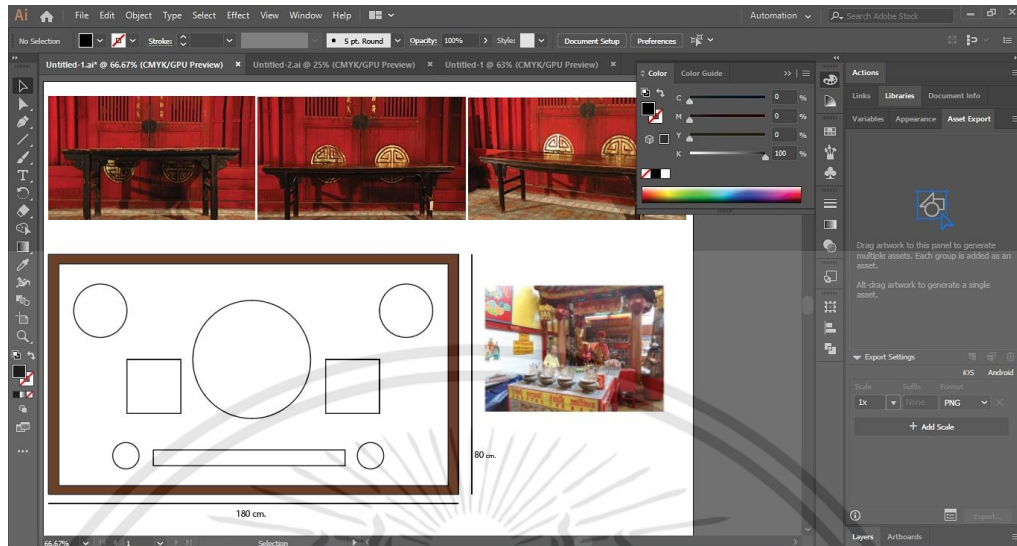 Ai File Edit Object Type Select Effect View Window Help Automation Search Adobe Stock
No Selection Stroke: 5 pt. Round Opacity: 100% Style: Document Setup Preferences
Untitled-1.ai* @ 66.67% (CMYK/GPU Preview) × Untitled-2.ai @ 25% (CMYK/GPU Preview) × Untitled-1 @ 63% (CMYK/GPU Preview) ×
Color Color Guide
C 0 %
M 0 %
Y 0 %
K 100 %
Actions
Links Libraries Document Info
Variables Appearance Asset Export
Drag artwork to this panel to generate
multiple assets. Each group is added as an
asset.
Alt-drag artwork to generate a single
asset.
Export Settings
iOS Android
Scale Suffix Format
1x None PNG
+ Add Scale
Export...
Layers Artboards
80 cm.
180 cm.
66.67% 1 Selection